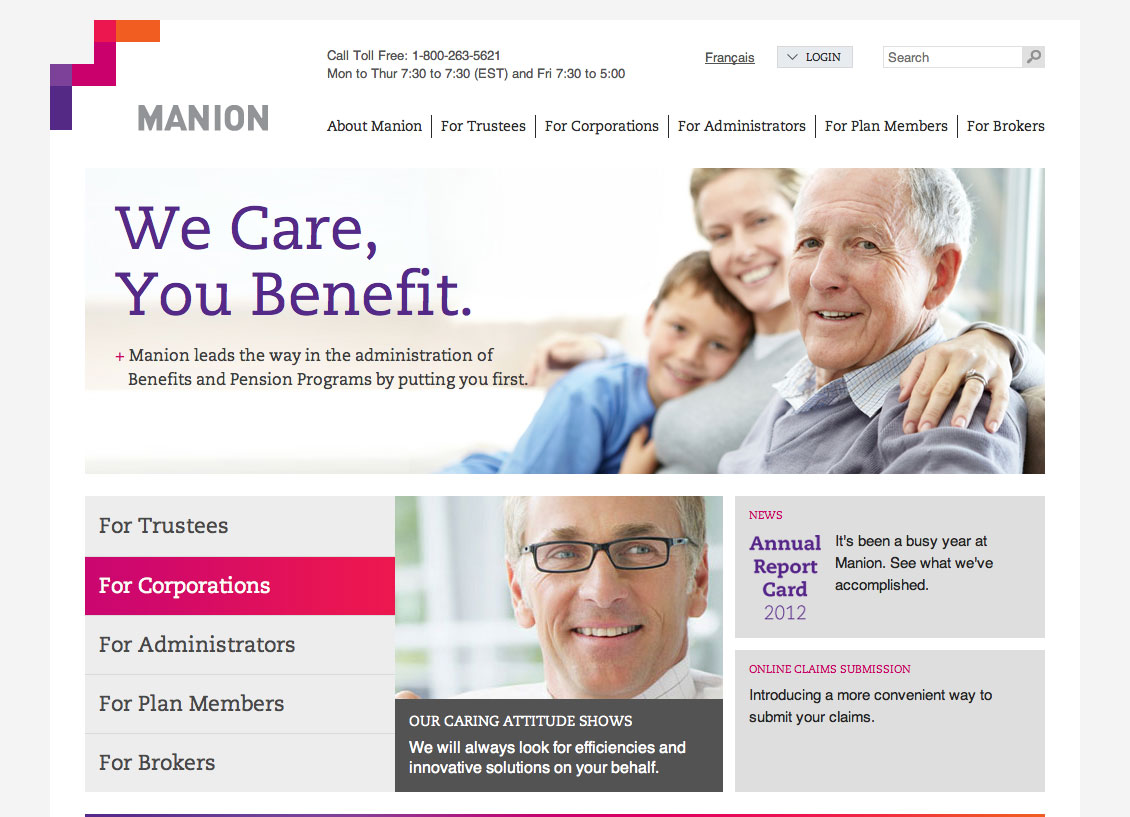 Call Toll Free: 1-800-263-5621
Mon to Thur 7:30 to 7:30 (EST) and Fri 7:30 to 5:00
Français
LOGIN
Search
MANION
About Manion
For Trustees
For Corporations
For Administrators
For Plan Members
For Brokers
We Care,
You Benefit.
+ Manion leads the way in the administration of
Benefits and Pension Programs by putting you first.
For Trustees
For Corporations
For Administrators
For Plan Members
For Brokers
OUR CARING ATTITUDE SHOWS
We will always look for efficiencies and
innovative solutions on your behalf.
NEWS
Annual
Report
Card
2012
It's been a busy year at
Manion. See what we've
accomplished.
ONLINE CLAIMS SUBMISSION
Introducing a more convenient way to
submit your claims.